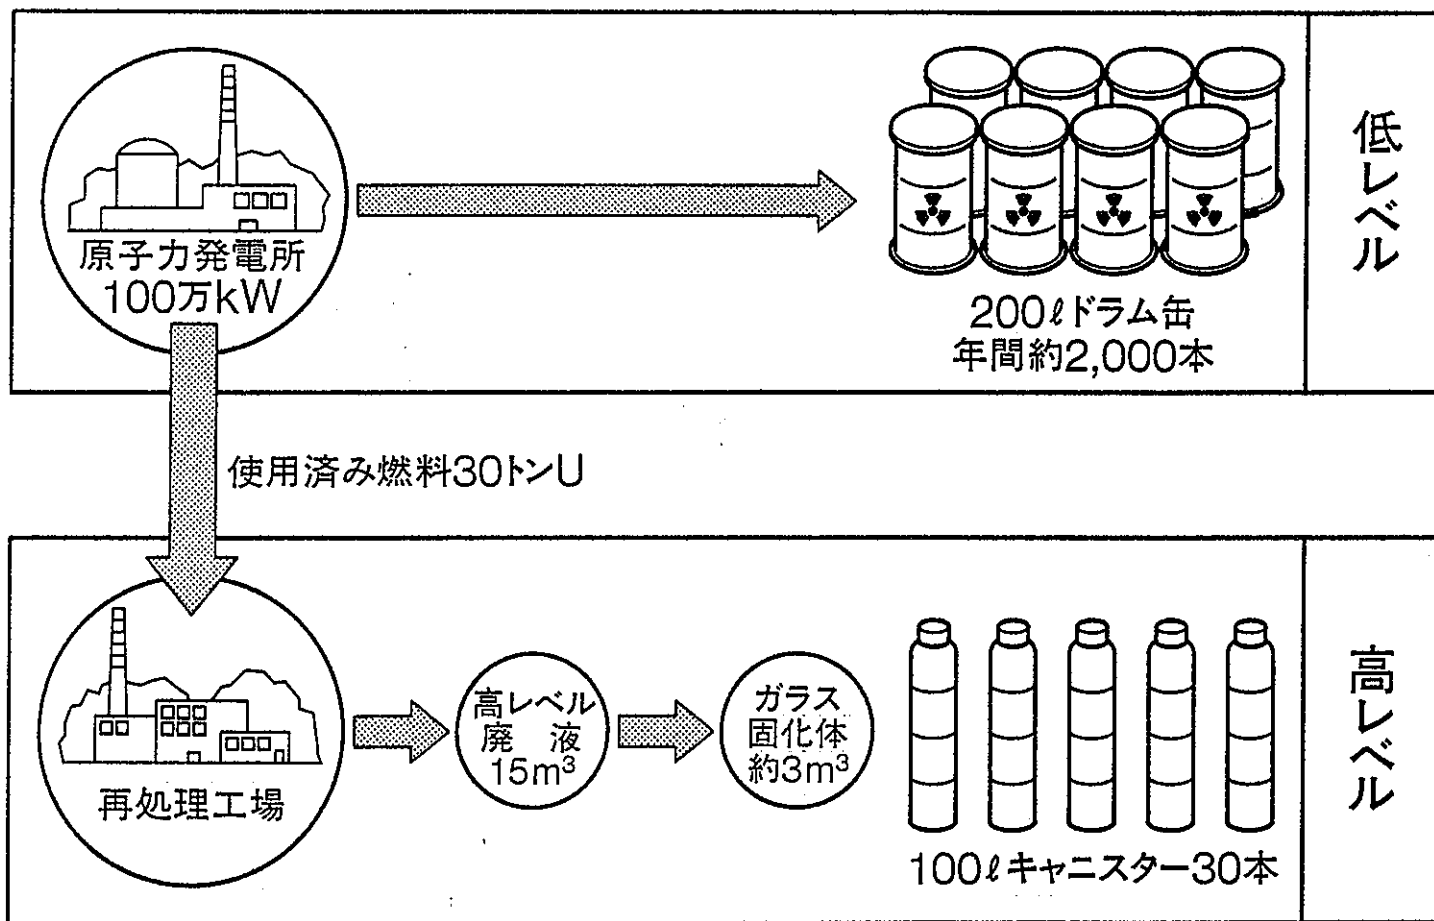 原子力発電所
100万kW
200ℓドラム缶
年間約2,000本
低レベル
使用済み燃料30トンU
再処理工場
高レベル
廃 液
15m³
ガラス
固化体
約3m³
100ℓキャニスター30本
高レベル